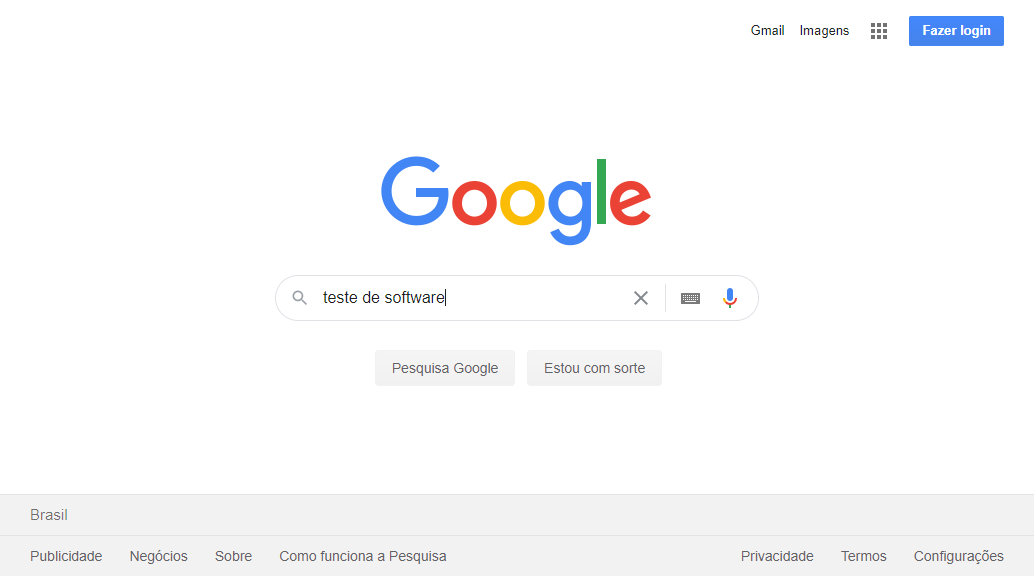 Gmail Imagens Fazer login
Google
teste de software
Pesquisa Google Estou com sorte
Brasil
Publicidade Negócios Sobre Como funciona a Pesquisa Privacidade Termos Configurações